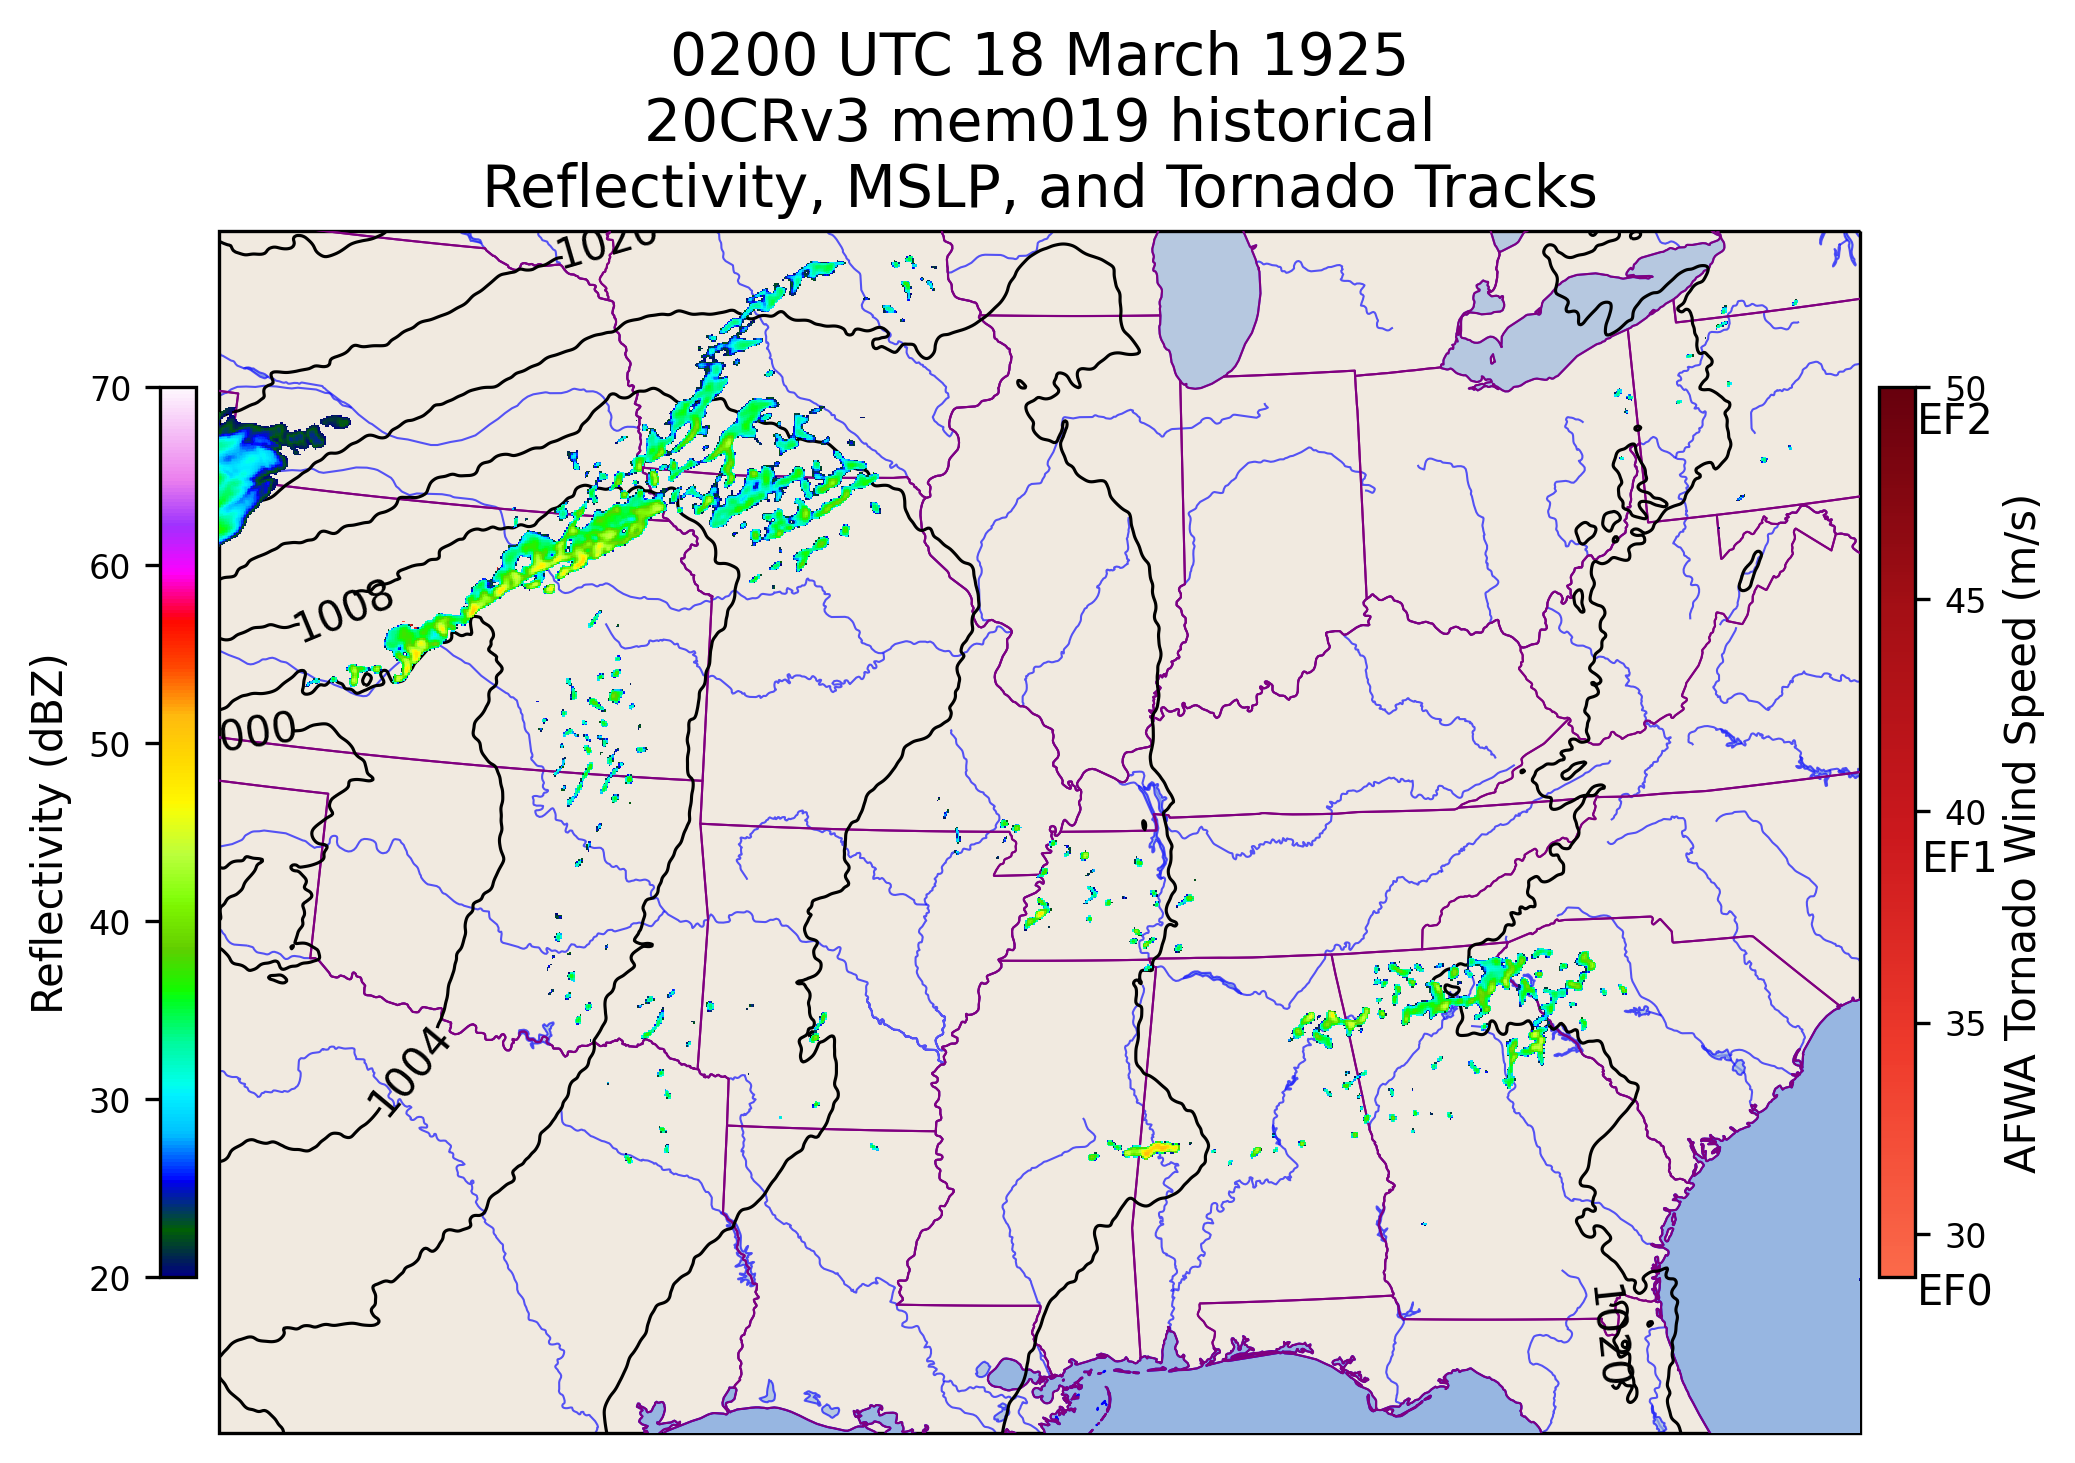 0200 UTC 18 March 1925
20CRv3 mem019 historical
Reflectivity, MSLP, and Tornado Tracks
1020
1008
000
1004
1020
70
60
50
40
30
20
Reflectivity (dBZ)
50
EF2
45
40
EF1
35
30
EF0
AFWA Tornado Wind Speed (m/s)